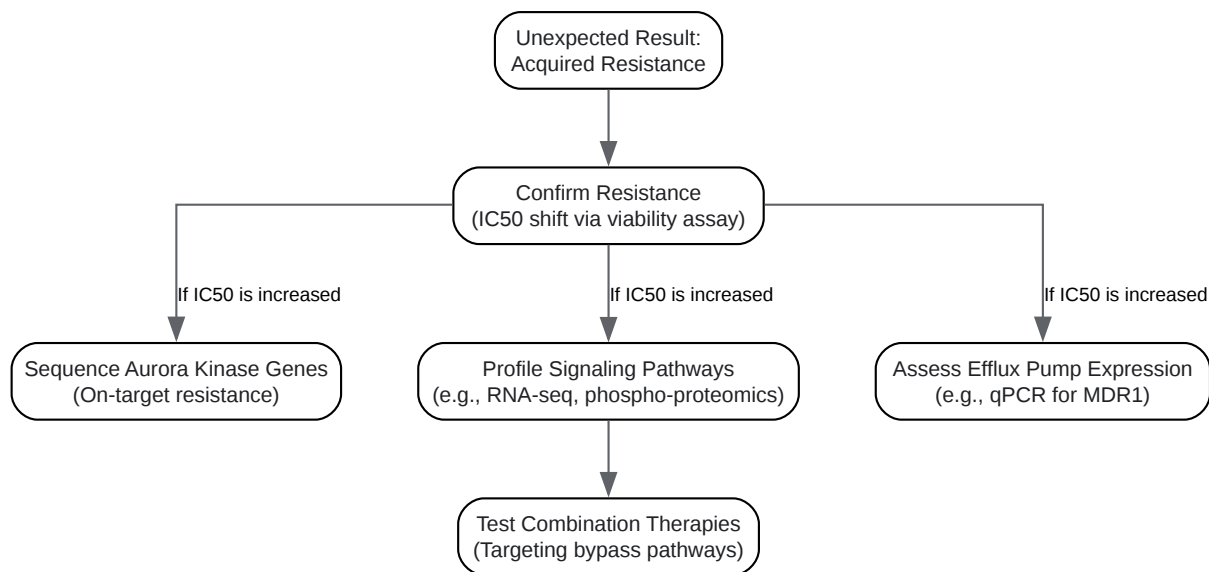 Unexpected Result:
Acquired Resistance
Confirm Resistance
(IC50 shift via viability assay)
If IC50 is increased
If IC50 is increased
If IC50 is increased
Sequence Aurora Kinase Genes
(On-target resistance)
Profile Signaling Pathways
(e.g., RNA-seq, phospho-proteomics)
Assess Efflux Pump Expression
(e.g., qPCR for MDR1)
Test Combination Therapies
(Targeting bypass pathways)